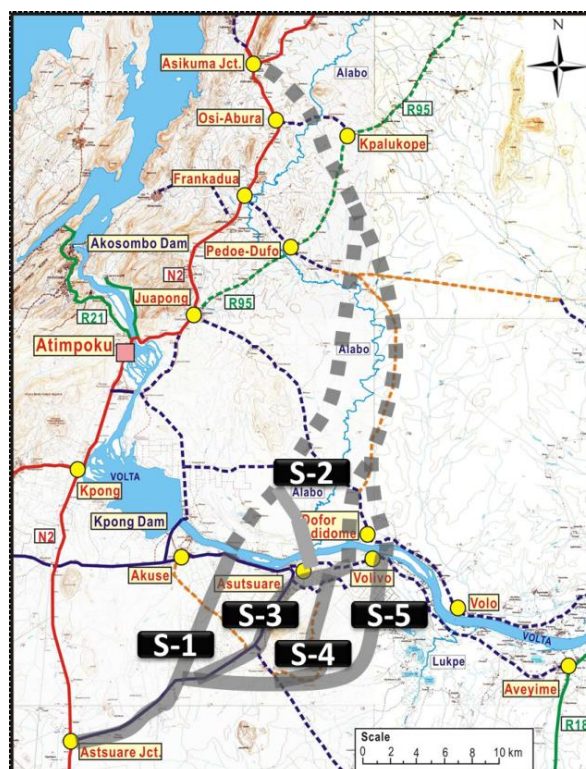 N
Asikuma Jct.
Alabo
R95
Osi-Abura
Kpalukope
Frankadua
Akosombo Dam
Pedoe-Dufo
N2
Juapong
R95
R21
Atimpoku
Alabo
S-2
Alabo
VOLTA
Kpong
Kpong Dam
Dofor
Adidome
N2
Akuse
Asutsuare
Volivo
S-3
S-5
Volo
S-1
S-4
VOLTA
Lukpe
Aveyime
R18
Astsuare Jct.
Scale
0 2 4 6 8 10 km